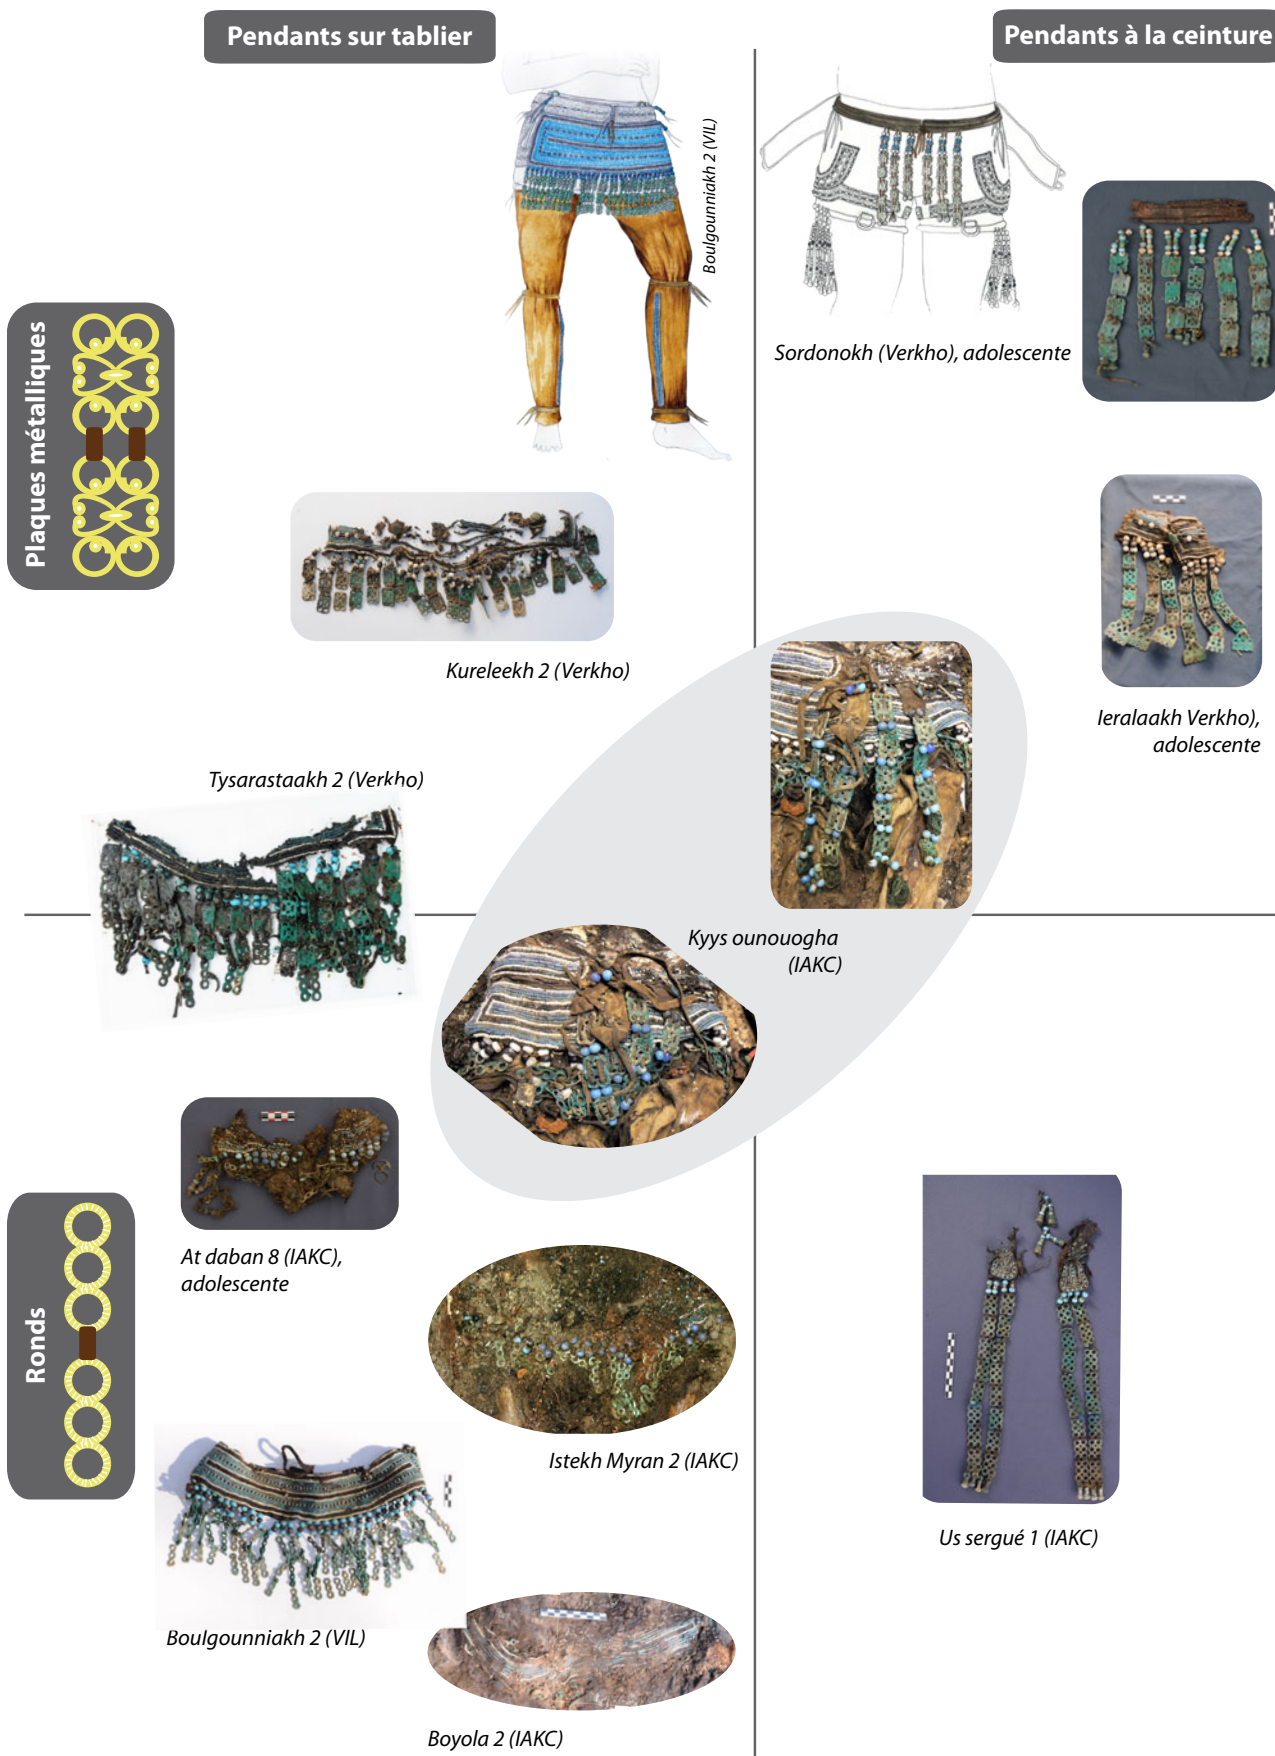 Pendants sur tablier
Pendants à la ceinture
Boulgounniakh 2 (VIL)
Sordonokh (Verkho), adolescente
Plaques métalliques
Kureleekh 2 (Verkho)
Ieralaakh Verkho),
adolescente
Tysarastaakh 2 (Verkho)
Kyys ounouogha
(IAKC)
At daban 8 (IAKC),
adolescente
Ronds
Istekh Myran 2 (IAKC)
Us sergué 1 (IAKC)
Boulgounniakh 2 (VIL)
Boyola 2 (IAKC)